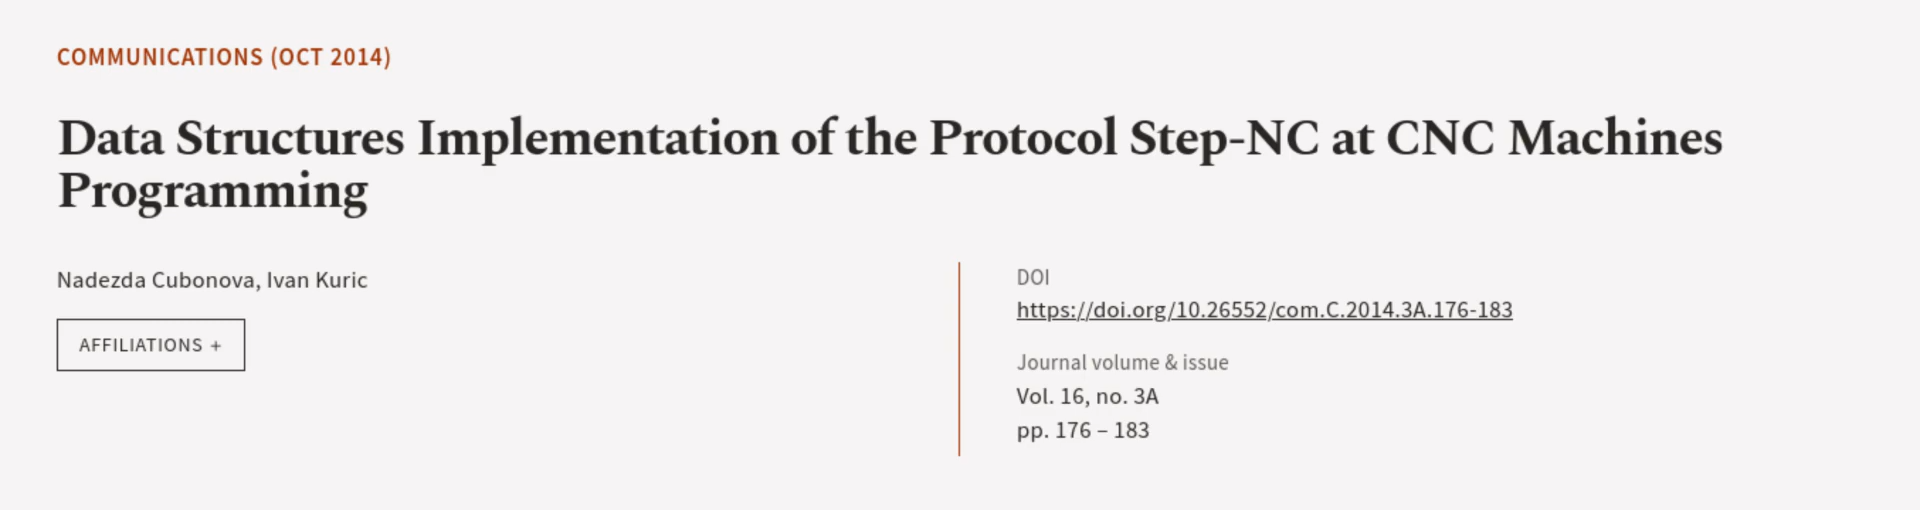 COMMUNICATIONS (OCT 2014)
Data Structures Implementation of the Protocol Step-NC at CNC Machines
Programming
Nadezda Cubonova, Ivan Kuric
AFFILIATIONS +
DOI
https://doi.org/10.26552/com.C.2014.3A.176-183
Journal volume & issue
Vol. 16, no. 3A
pp. 176 – 183